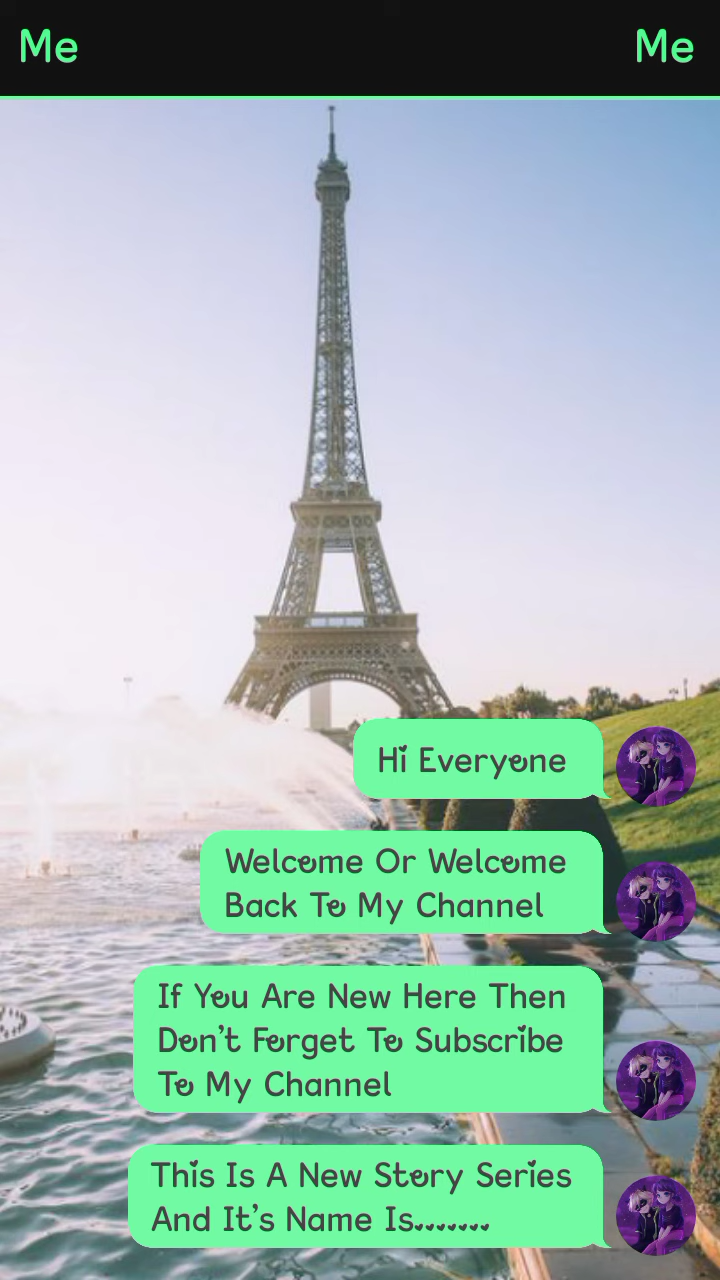 Me
Me
Hi Everyone
Welcome Or Welcome
Back To My Channel
If You Are New Here Then
Don't Forget To Subscribe
To My Channel
This Is A New Story Series
And It's Name Is.......